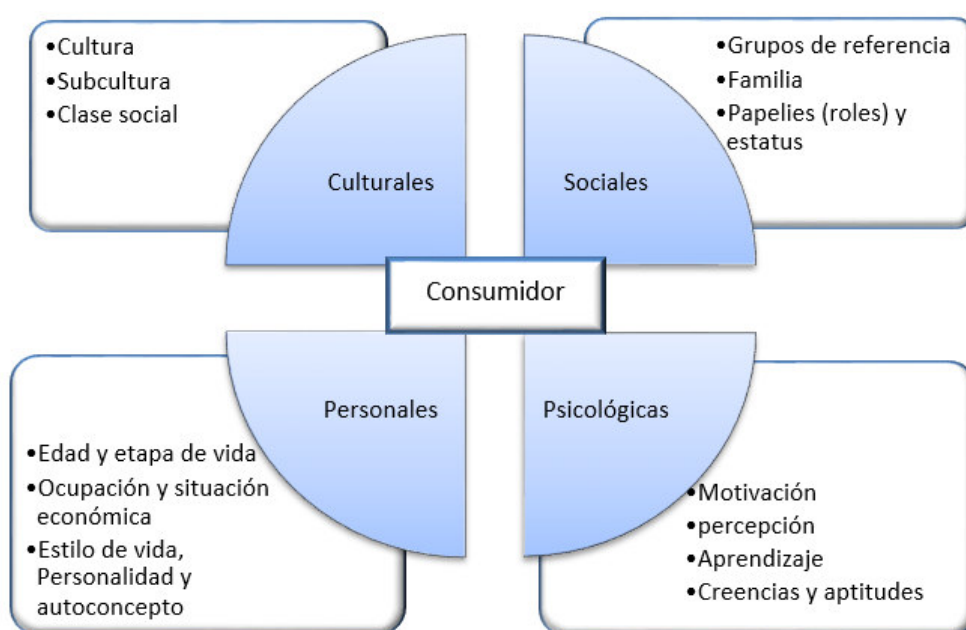 •Cultura
•Subcultura
•Clase social
Culturales
•Grupos de referencia
•Familia
•Papelies (roles) y
estatus
Sociales
Consumidor
Personales
•Edad y etapa de vida
•Ocupación y situación
económica
•Estilo de vida,
Personalidad y
autoconcepto
Psicológicas
•Motivación
•percepción
•Aprendizaje
•Creencias y aptitudes